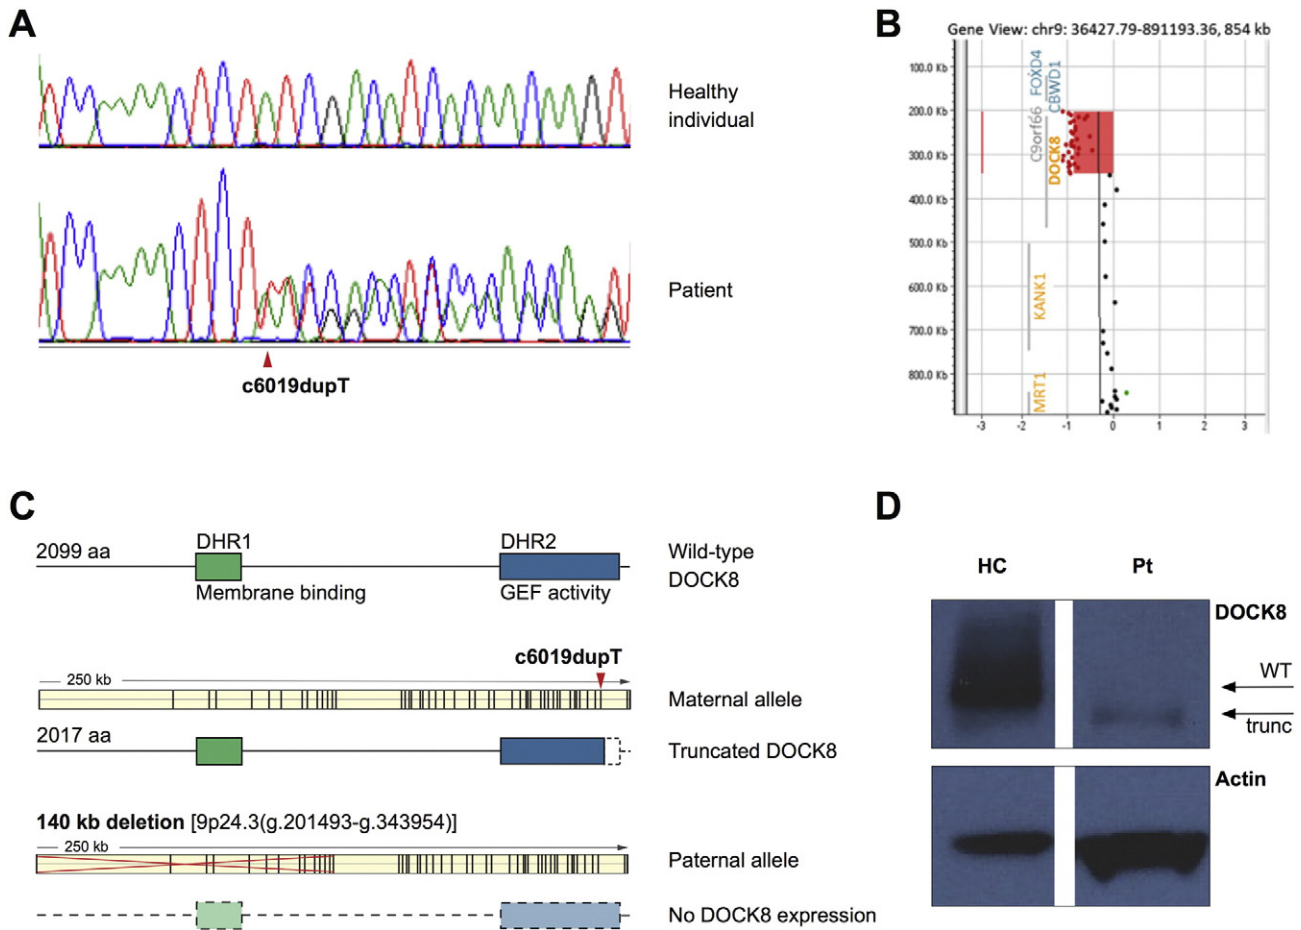 A
Healthy
individual
Patient
c6019dupT
B
Gene View: chr9: 36427.79-891193.36, 854 kb
100.0 Kb
200.0 Kb
300.0 Kb
400.0 Kb
500.0 Kb
600.0 Kb
700.0 Kb
800.0 Kb
FOXD4
CBWD1
C9orf66
DOCK8
KANK1
MRT1
-3 -2 -1 0 1 2 3
C
2099 aa
DHR1
DHR2
Membrane binding
GEF activity
Wild-type
DOCK8
c6019dupT
250 kb
Maternal allele
2017 aa
Truncated DOCK8
140 kb deletion [9p24.3(g.201493-g.343954)]
250 kb
Paternal allele
No DOCK8 expression
D
HC Pt
DOCK8
WT
trunc
Actin